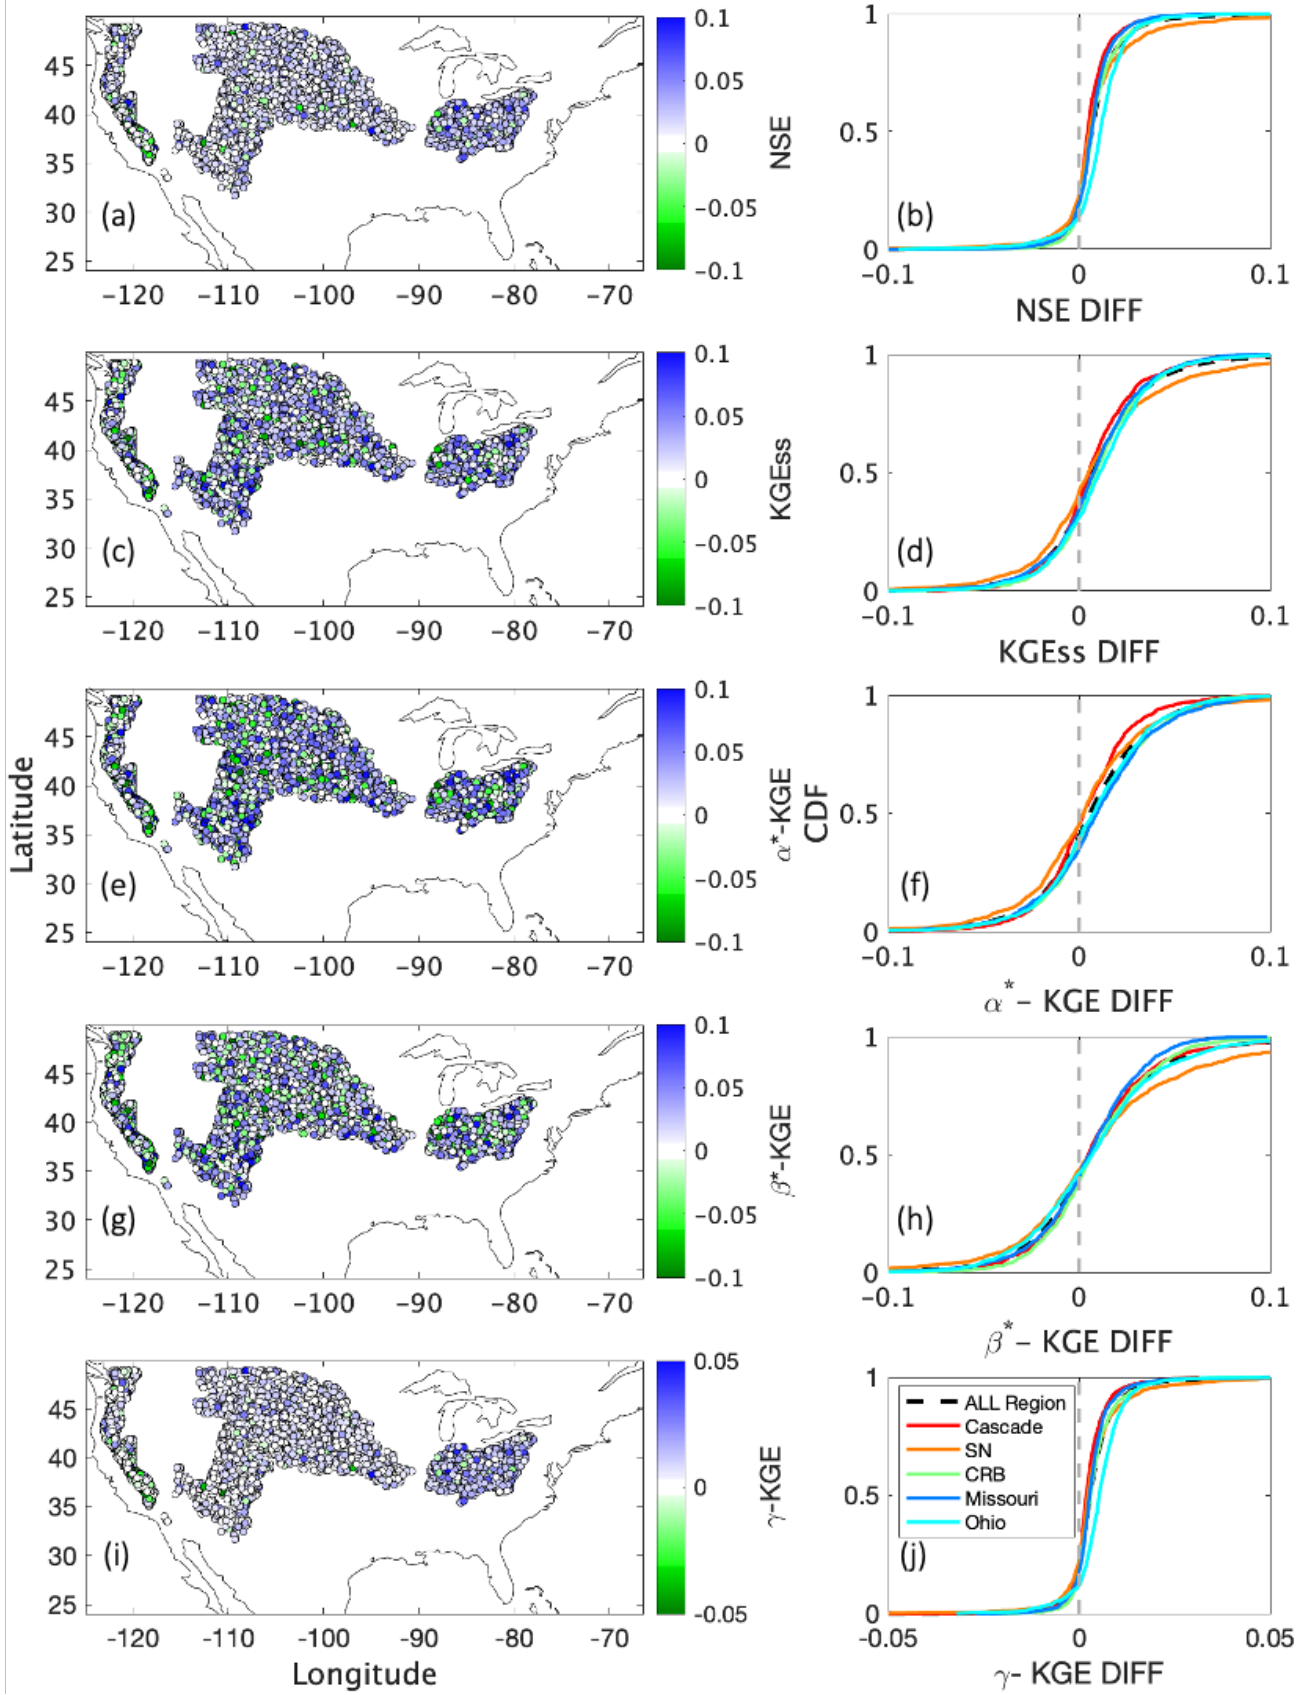 45
40
35
30
25
(a)
−120 −110 −100 −90 −80 −70
0.1
0.05
0
−0.05
−0.1
NSE
1
0.5
0
(b)
−0.1 0 0.1
NSE DIFF
45
40
35
30
25
(c)
−120 −110 −100 −90 −80 −70
0.1
0.05
0
−0.05
−0.1
KGEss
1
0.5
0
(d)
−0.1 0 0.1
KGEss DIFF
Latitude
45
40
35
30
25
(e)
−120 −110 −100 −90 −80 −70
0.1
0.05
0
−0.05
−0.1
α*-KGE
CDF
1
0.5
0
(f)
−0.1 0 0.1
α*− KGE DIFF
45
40
35
30
25
(g)
−120 −110 −100 −90 −80 −70
0.1
0.05
0
−0.05
−0.1
β*-KGE
1
0.5
0
(h)
−0.1 0 0.1
β*− KGE DIFF
45
40
35
30
25
(i)
−120 −110 −100 −90 −80 −70
Longitude
0.05
0
-0.05
γ-KGE
1
0.5
0
ALL Region
Cascade
SN
CRB
Missouri
Ohio
(j)
-0.05 0 0.05
γ- KGE DIFF